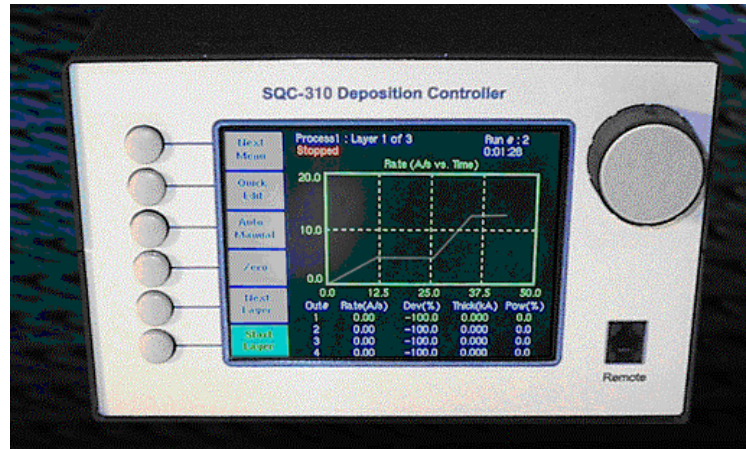 SQC-310 Deposition Controller
Next
Menu
Quick
Edit
Auto
Manual
Zero
Next
Layer
Start
Layer
Process1 : Layer 1 of 3 Run # : 2
Stopped 0:01:28
Rate (A/s vs. Time)
20.0
10.0
0.0
0.0 12.5 25.0 37.5 50.0
Out# Rate(A/s) Dev(%) Thick(kA) Pow(%)
1 0.00 -100.0 0.000 0.0
2 0.00 -100.0 0.000 0.0
3 0.00 -100.0 0.000 0.0
4 0.00 -100.0 0.000 0.0
Remote